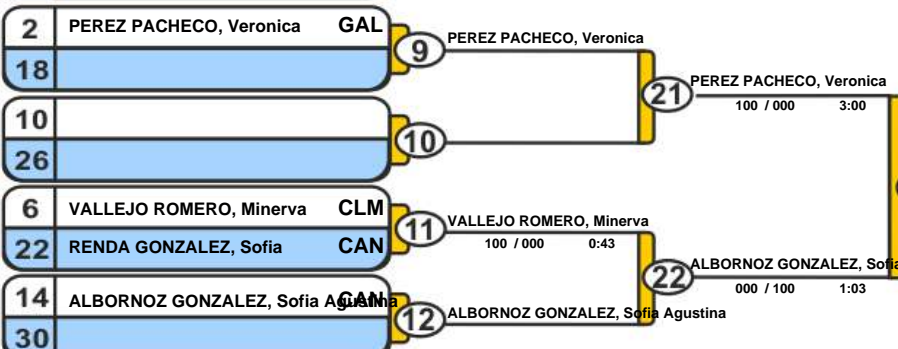 2 PEREZ PACHECO, Veronica GAL
18
9 PEREZ PACHECO, Veronica
10
26
10
21 PEREZ PACHECO, Veronica
100 / 000 3:00
6 VALLEJO ROMERO, Minerva CLM
22 RENDA GONZALEZ, Sofia CAN
11 VALLEJO ROMERO, Minerva
100 / 000 0:43
14 ALBORNOZ GONZALEZ, Sofia Agustina CAN
30
12 ALBORNOZ GONZALEZ, Sofia Agustina
22 ALBORNOZ GONZALEZ, Sofia
000 / 100 1:03